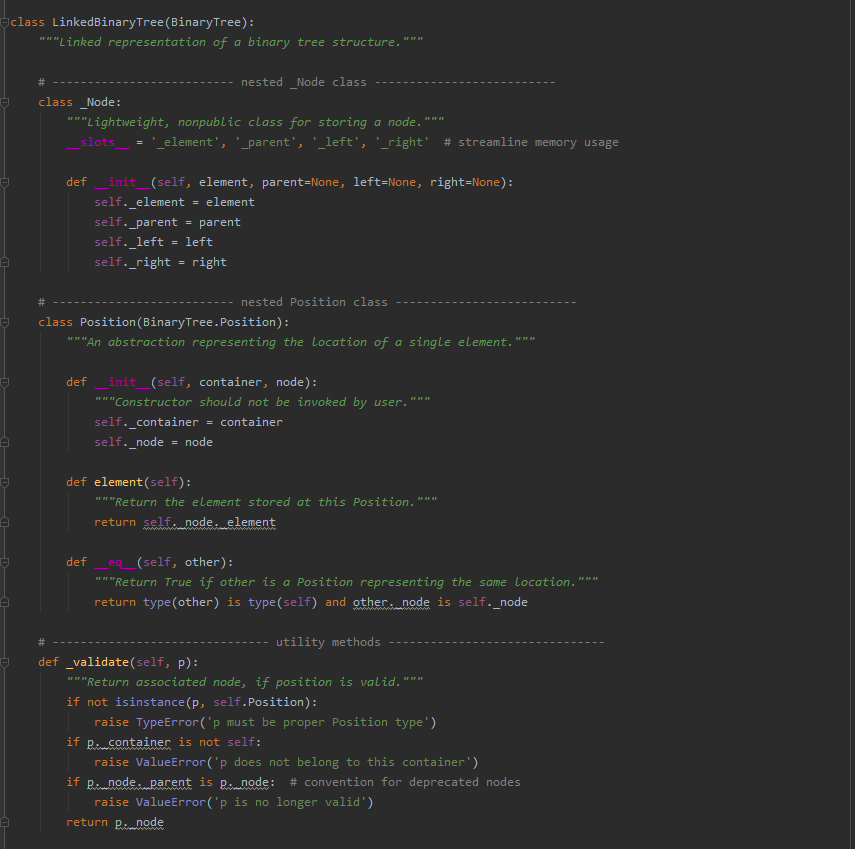 class LinkedBinaryTree(BinaryTree):
    """Linked representation of a binary tree structure."""

    # -------------------------- nested _Node class --------------------------
    class _Node:
        """Lightweight, nonpublic class for storing a node."""
        __slots__ = '_element', '_parent', '_left', '_right'  # streamline memory usage

        def __init__(self, element, parent=None, left=None, right=None):
            self._element = element
            self._parent = parent
            self._left = left
            self._right = right

    # -------------------------- nested Position class --------------------------
    class Position(BinaryTree.Position):
        """An abstraction representing the location of a single element."""

        def __init__(self, container, node):
            """Constructor should not be invoked by user."""
            self._container = container
            self._node = node

        def element(self):
            """Return the element stored at this Position."""
            return self._node._element

        def __eq__(self, other):
            """Return True if other is a Position representing the same location."""
            return type(other) is type(self) and other._node is self._node

    # ------------------------------- utility methods -------------------------------
    def _validate(self, p):
        """Return associated node, if position is valid."""
        if not isinstance(p, self.Position):
            raise TypeError('p must be proper Position type')
        if p._container is not self:
            raise ValueError('p does not belong to this container')
        if p._node._parent is p._node:  # convention for deprecated nodes
            raise ValueError('p is no longer valid')
        return p._node